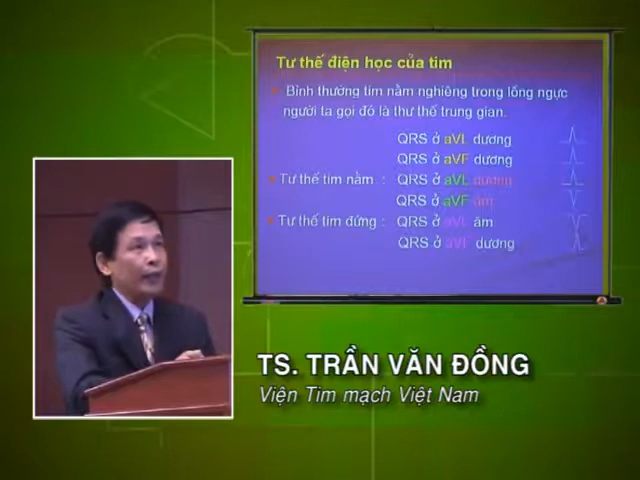 Tư thế điện học của tim
Bình thường tim nằm nghiêng trong lồng ngực
người ta gọi đó là thư thế trung gian.
QRS ở aVL dương
QRS ở aVF dương
Tư thế tim nằm : QRS ở aVL dương
QRS ở aVF âm
Tư thế tim đứng : QRS ở aVL âm
QRS ở aVF dương
TS. TRẦN VĂN ĐỒNG
Viện Tim mạch Việt Nam